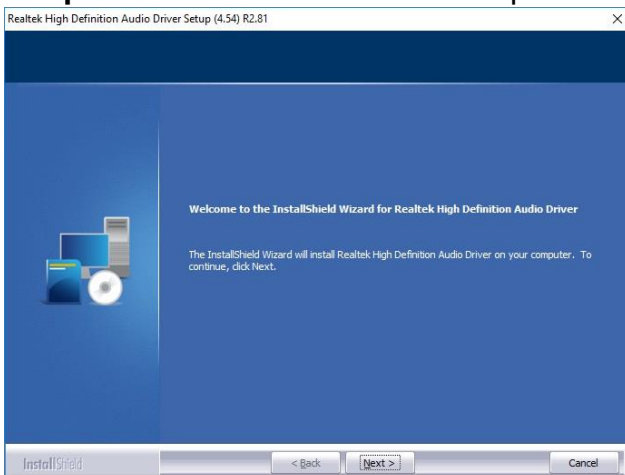 Realtek High Definition Audio Driver Setup (4.54) R2.81
Welcome to the InstallShield Wizard for Realtek High Definition Audio Driver
The InstallShield Wizard will install Realtek High Definition Audio Driver on your computer. To
continue, click Next.
InstallShield
< Back
Next >
Cancel